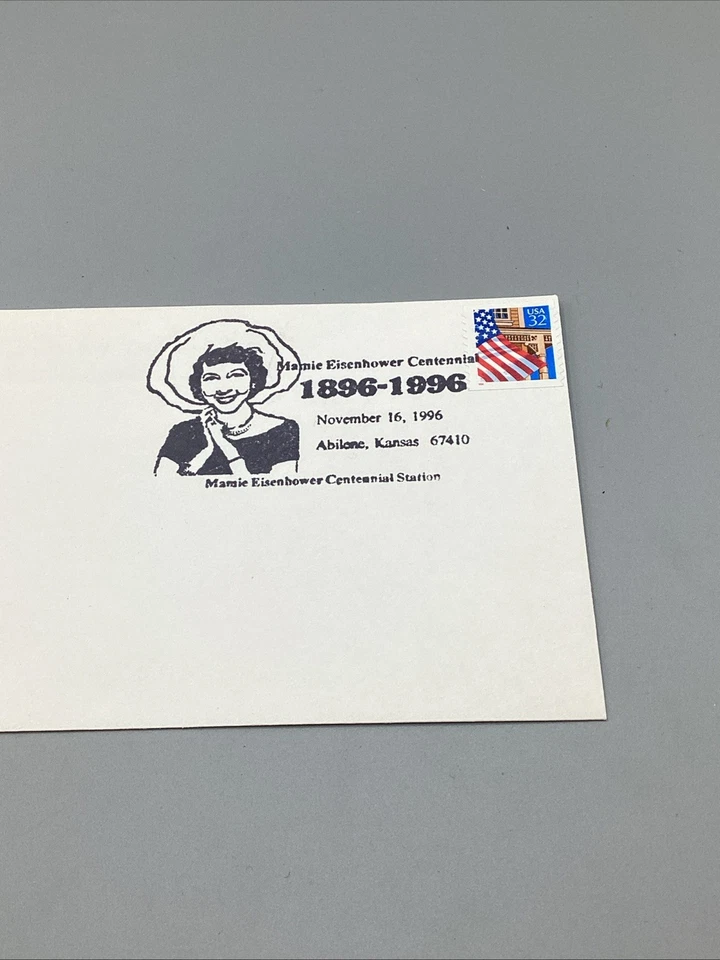 USA
32
Mamie Eisenhower Centennial
1896-1996
November 16, 1996
Abilene, Kansas 67410
Mamie Eisenhower Centennial Station